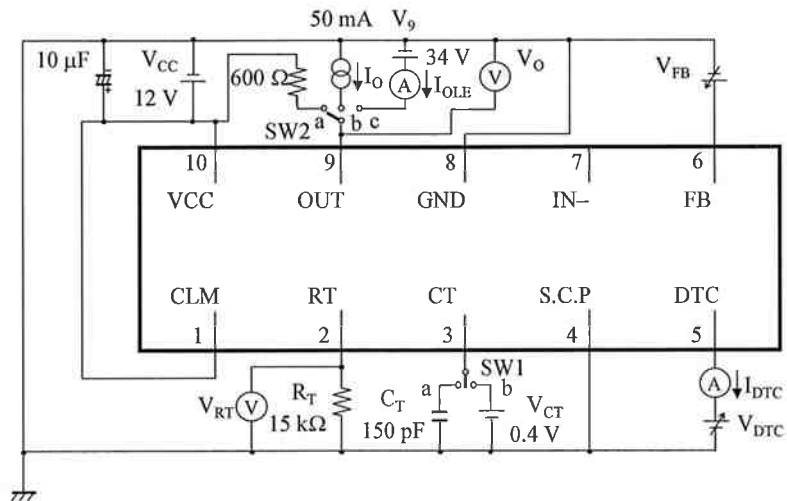 50 mA V9
10 µF
VCC
12 V
600 Ω
IO
34 V
A
IOLE
V
VO
VFB
SW2
a
b
c
10
9
8
7
6
VCC
OUT
GND
IN–
FB
CLM
RT
CT
S.C.P
DTC
1
2
3
4
5
SW1
a
b
VRT
V
RT
15 kΩ
CT
150 pF
VCT
0.4 V
A
IDTC
VDTC